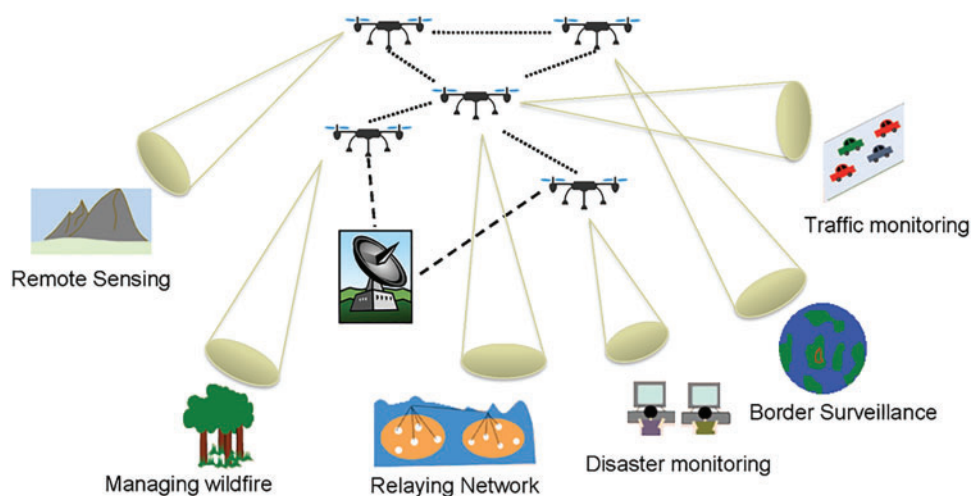 Traffic monitoring
Remote Sensing
Border Surveillance
Disaster monitoring
Managing wildfire
Relaying Network